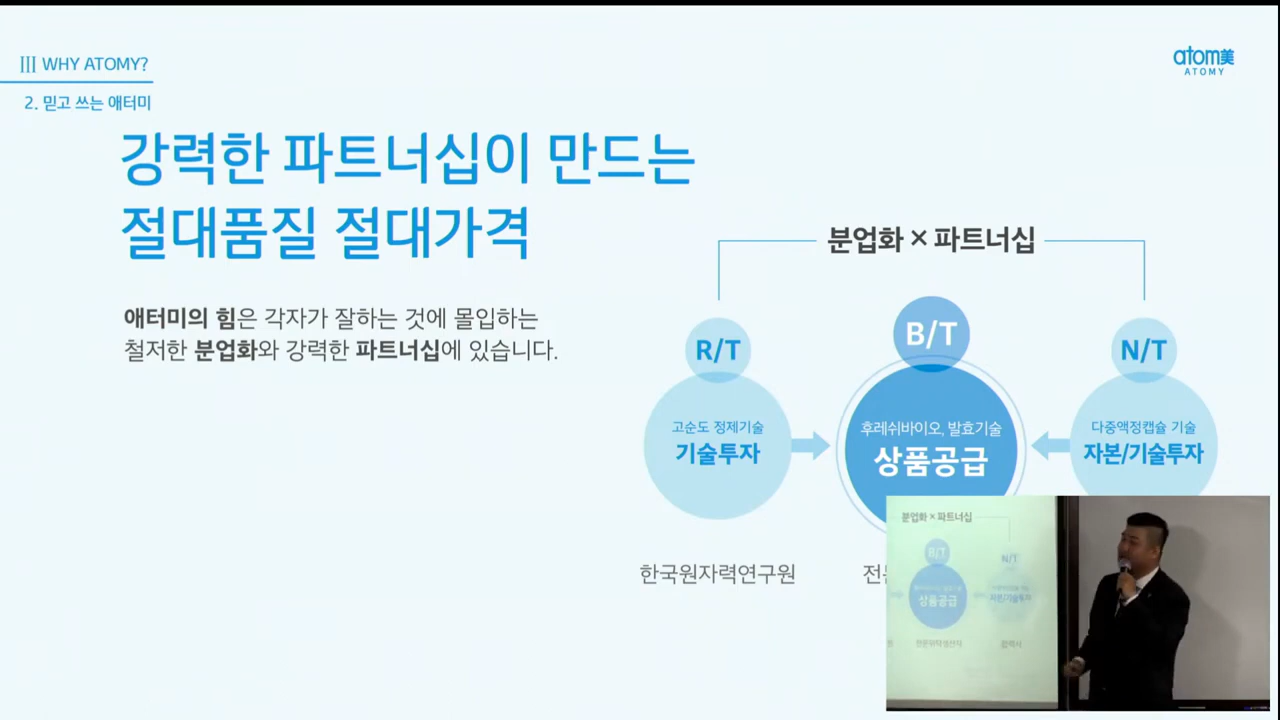 III WHY ATOMY?
2. 믿고 쓰는 애터미
atom美
ATOMY
강력한 파트너십이 만드는
절대품질 절대가격
애터미의 힘은 각자가 잘하는 것에 몰입하는
철저한 분업화와 강력한 파트너십에 있습니다.
분업화 × 파트너십
R/T
고순도 정제기술
기술투자
한국원자력연구원
B/T
후레쉬바이오, 발효기술
상품공급
N/T
다중액정캡슐 기술
자본/기술투자
분업화 × 파트너십
B/T
상품공급
N/T
자본/기술투자